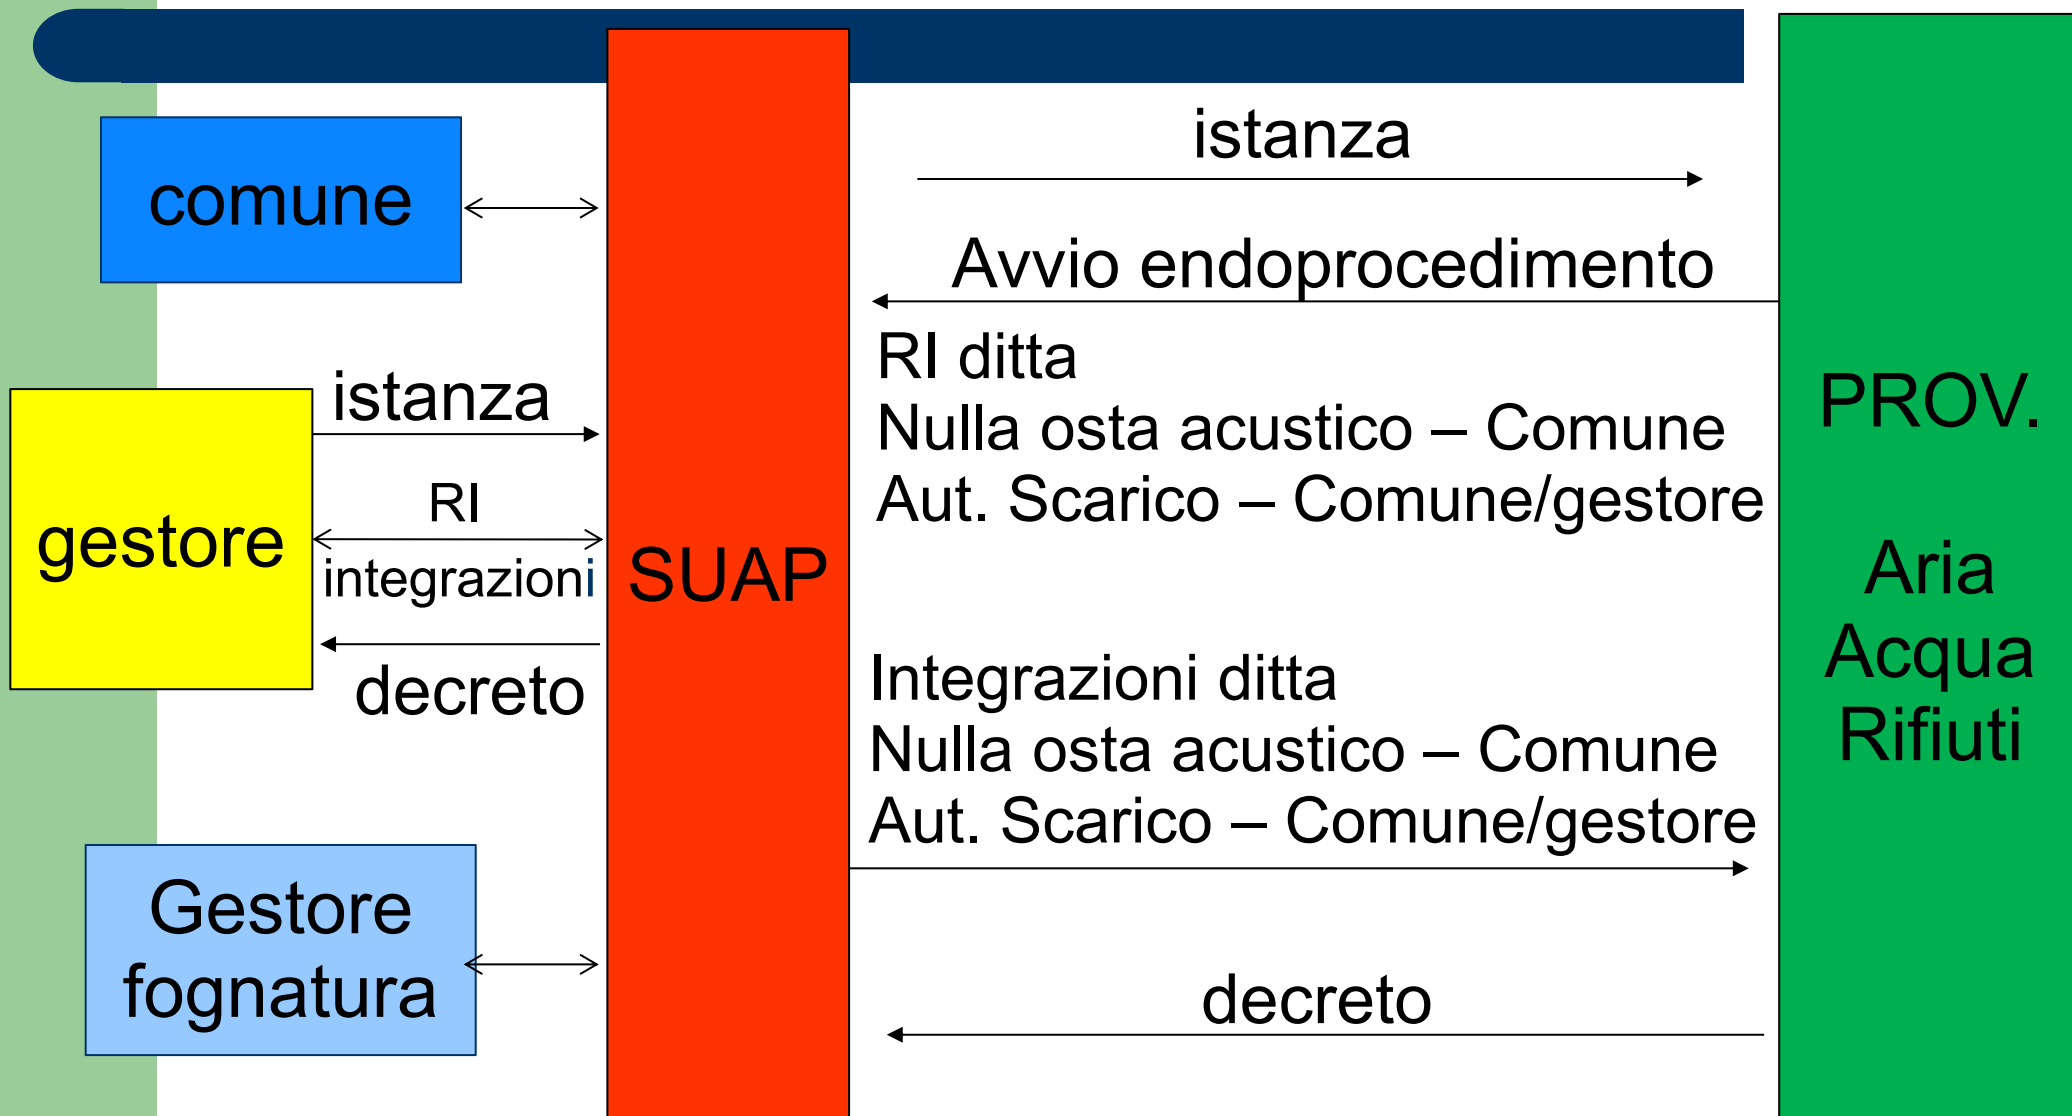 comune
istanza
gestore
RI
integrazioni
decreto
Gestore
fognatura
SUAP
istanza
Avvio endoprocedimento
RI ditta
Nulla osta acustico – Comune
Aut. Scarico – Comune/gestore
Integrazioni ditta
Nulla osta acustico – Comune
Aut. Scarico – Comune/gestore
decreto
PROV.
Aria
Acqua
Rifiuti